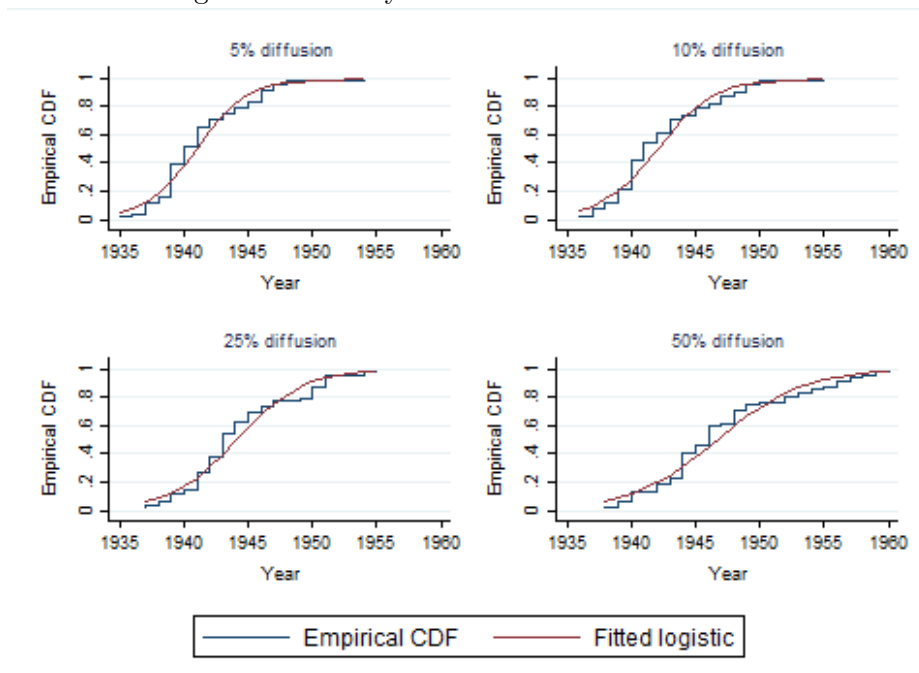 5% diffusion
Empirical CDF
0 .2 .4 .6 .8 1
1935 1940 1945 1950 1955 1960
Year
10% diffusion
Empirical CDF
0 .2 .4 .6 .8 1
1935 1940 1945 1950 1955 1960
Year
25% diffusion
Empirical CDF
0 .2 .4 .6 .8 1
1935 1940 1945 1950 1955 1960
Year
50% diffusion
Empirical CDF
0 .2 .4 .6 .8 1
1935 1940 1945 1950 1955 1960
Year
Empirical CDF Fitted logistic